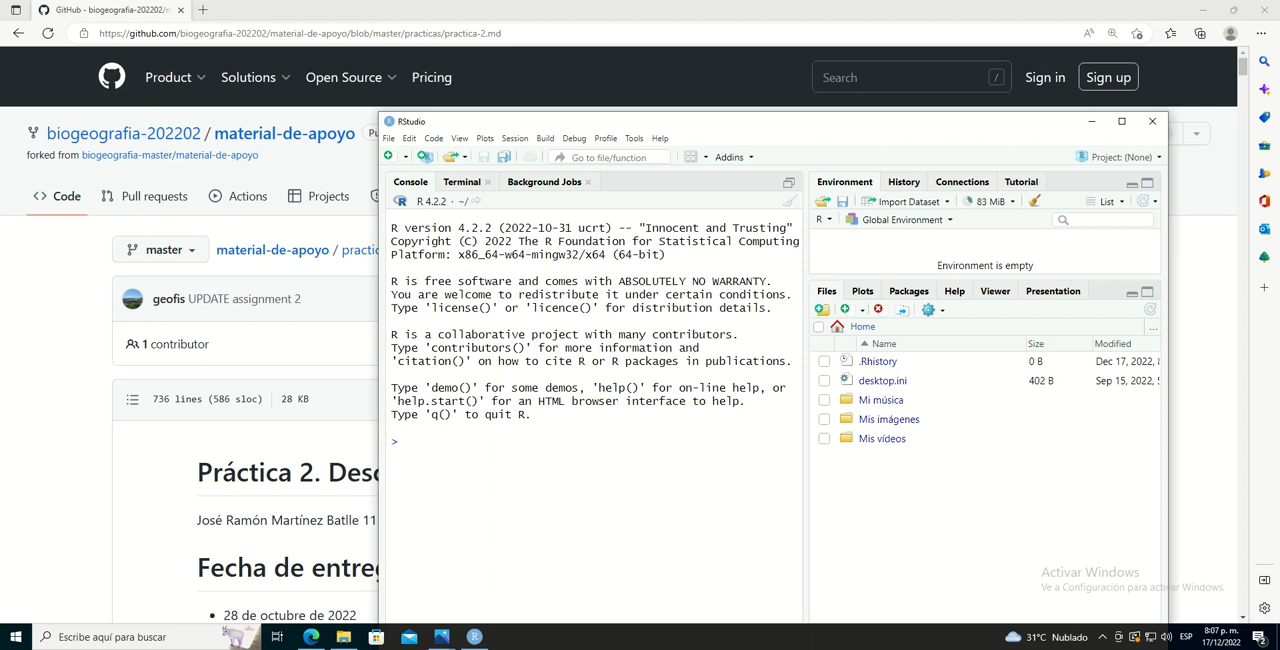 GitHub - biogeografia-202202/m
https://github.com/biogeografia-202202/material-de-apoyo/blob/master/practicas/practica-2.md
Product Solutions Open Source Pricing
Search /
Sign in Sign up
biogeografia-202202 / material-de-apoyo
forked from biogeografia-master/material-de-apoyo
Code Pull requests Actions Projects
master material-de-apoyo / practic
geofis UPDATE assignment 2
1 contributor
736 lines (586 sloc) 28 KB
Práctica 2. Desc
José Ramón Martínez Batlle 11
Fecha de entreg
28 de octubre de 2022
RStudio
File Edit Code View Plots Session Build Debug Profile Tools Help
Go to file/function Addins Project: (None)
Console Terminal Background Jobs
R 4.2.2 · ~/
R version 4.2.2 (2022-10-31 ucrt) -- "Innocent and Trusting"
Copyright (C) 2022 The R Foundation for Statistical Computing
Platform: x86_64-w64-mingw32/x64 (64-bit)
R is free software and comes with ABSOLUTELY NO WARRANTY.
You are welcome to redistribute it under certain conditions.
Type 'license()' or 'licence()' for distribution details.
R is a collaborative project with many contributors.
Type 'contributors()' for more information and
'citation()' on how to cite R or R packages in publications.
Type 'demo()' for some demos, 'help()' for on-line help, or
'help.start()' for an HTML browser interface to help.
Type 'q()' to quit R.
>
Environment History Connections Tutorial
Import Dataset 83 MiB List
R Global Environment
Environment is empty
Files Plots Packages Help Viewer Presentation
Home ...
Name Size Modified
.Rhistory 0 B Dec 17, 2022,
desktop.ini 402 B Sep 15, 2022,
Mi música
Mis imágenes
Mis vídeos
Activar Windows
Ve a Configuración para activar Windows.
Escribe aquí para buscar
31°C Nublado
ESP
8:07 p. m.
17/12/2022
2